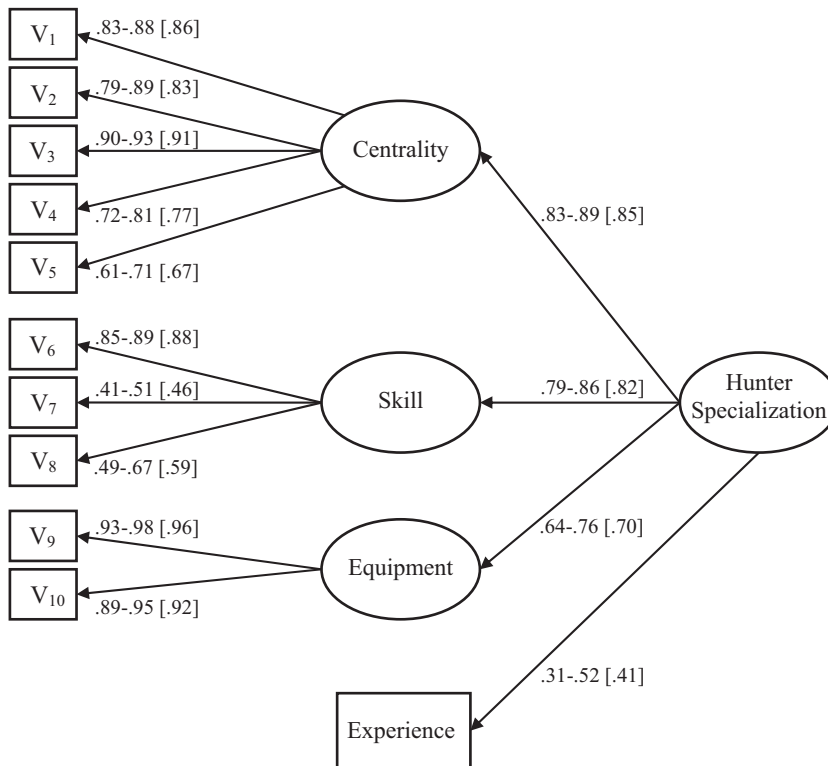 V1
.83-.88 [.86]
V2
.79-.89 [.83]
V3
.90-.93 [.91]
Centrality
V4
.72-.81 [.77]
.83-.89 [.85]
V5
.61-.71 [.67]
V6
.85-.89 [.88]
V7
.41-.51 [.46]
Skill
.79-.86 [.82]
Hunter
Specialization
V8
.49-.67 [.59]
V9
.93-.98 [.96]
.64-.76 [.70]
Equipment
V10
.89-.95 [.92]
.31-.52 [.41]
Experience